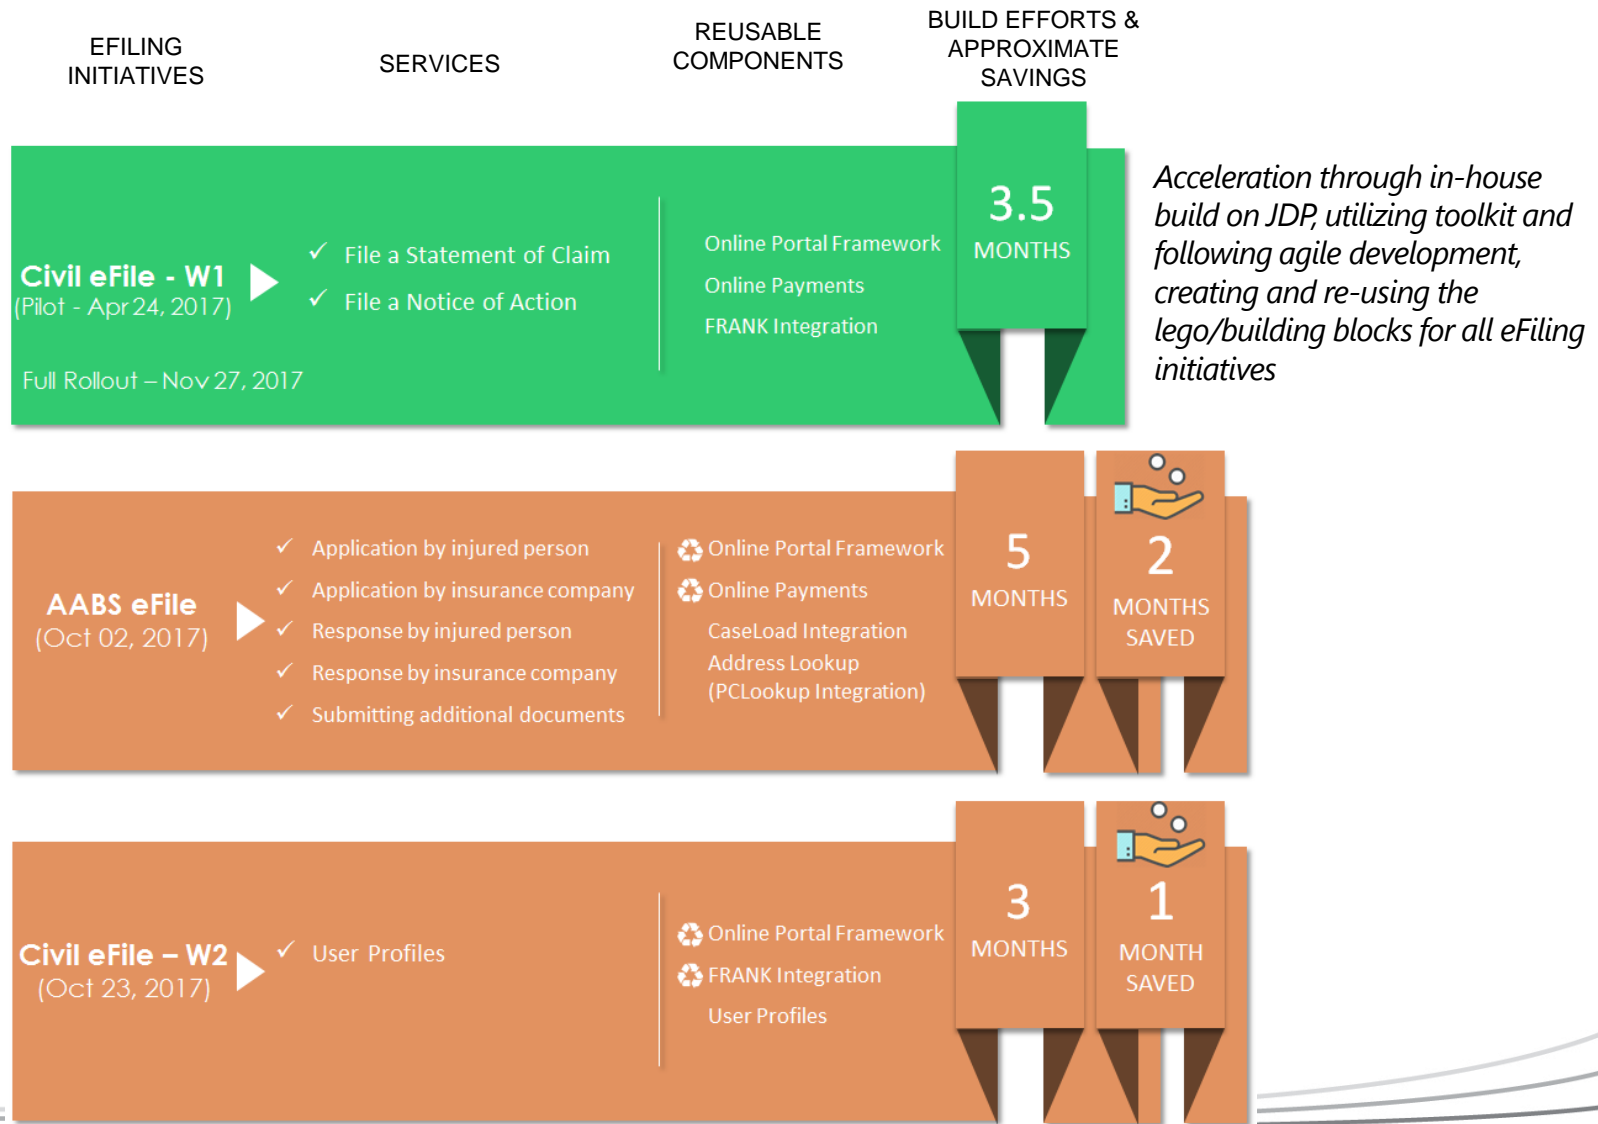 EFILING
INITIATIVES
SERVICES
REUSABLE
COMPONENTS
BUILD EFFORTS &
APPROXIMATE
SAVINGS
Civil eFile - W1
(Pilot - Apr 24, 2017)
Full Rollout – Nov 27, 2017
✓ File a Statement of Claim
✓ File a Notice of Action
Online Portal Framework
Online Payments
FRANK Integration
3.5
MONTHS
Acceleration through in-house
build on JDP, utilizing toolkit and
following agile development,
creating and re-using the
lego/building blocks for all eFiling
initiatives
AABS eFile
(Oct 02, 2017)
✓ Application by injured person
✓ Application by insurance company
✓ Response by injured person
✓ Response by insurance company
✓ Submitting additional documents
Online Portal Framework
Online Payments
CaseLoad Integration
Address Lookup
(PCLookup Integration)
5
MONTHS
2
MONTHS
SAVED
Civil eFile – W2
(Oct 23, 2017)
✓ User Profiles
Online Portal Framework
FRANK Integration
User Profiles
3
MONTHS
1
MONTH
SAVED